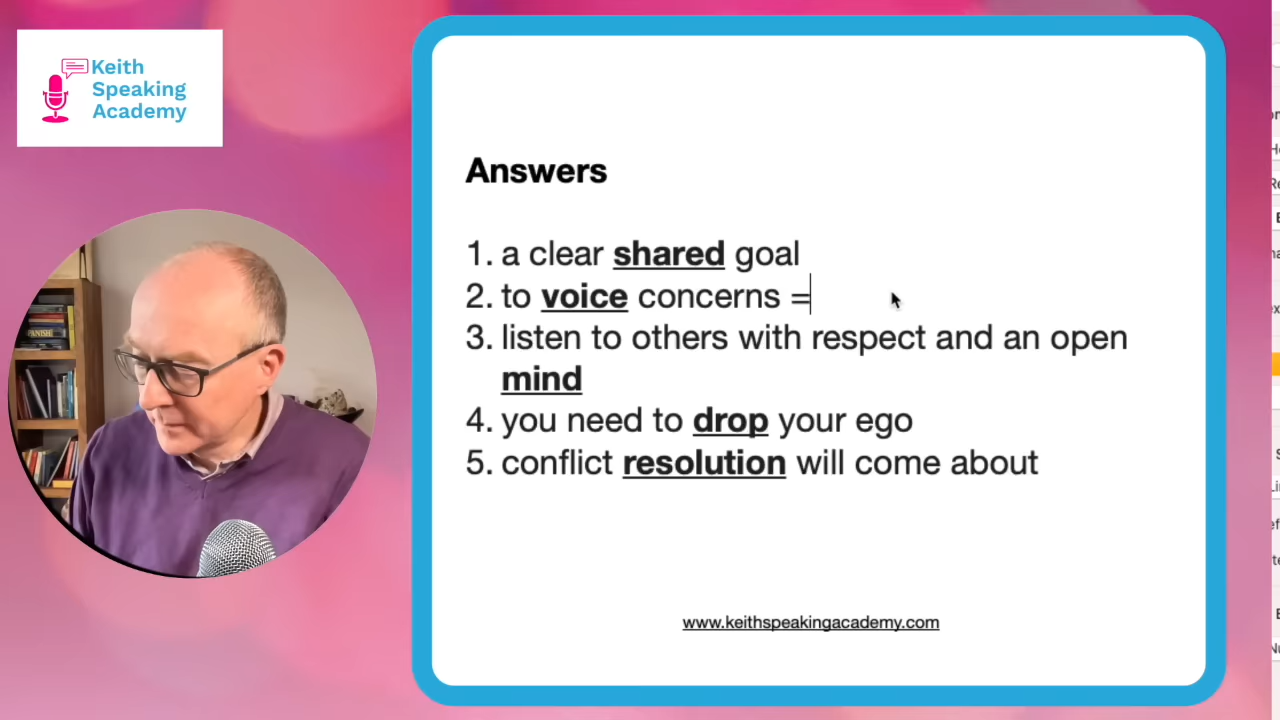 Keith
Speaking
Academy
Answers
1. a clear shared goal
2. to voice concerns =
3. listen to others with respect and an open
mind
4. you need to drop your ego
5. conflict resolution will come about
www.keithspeakingacademy.com